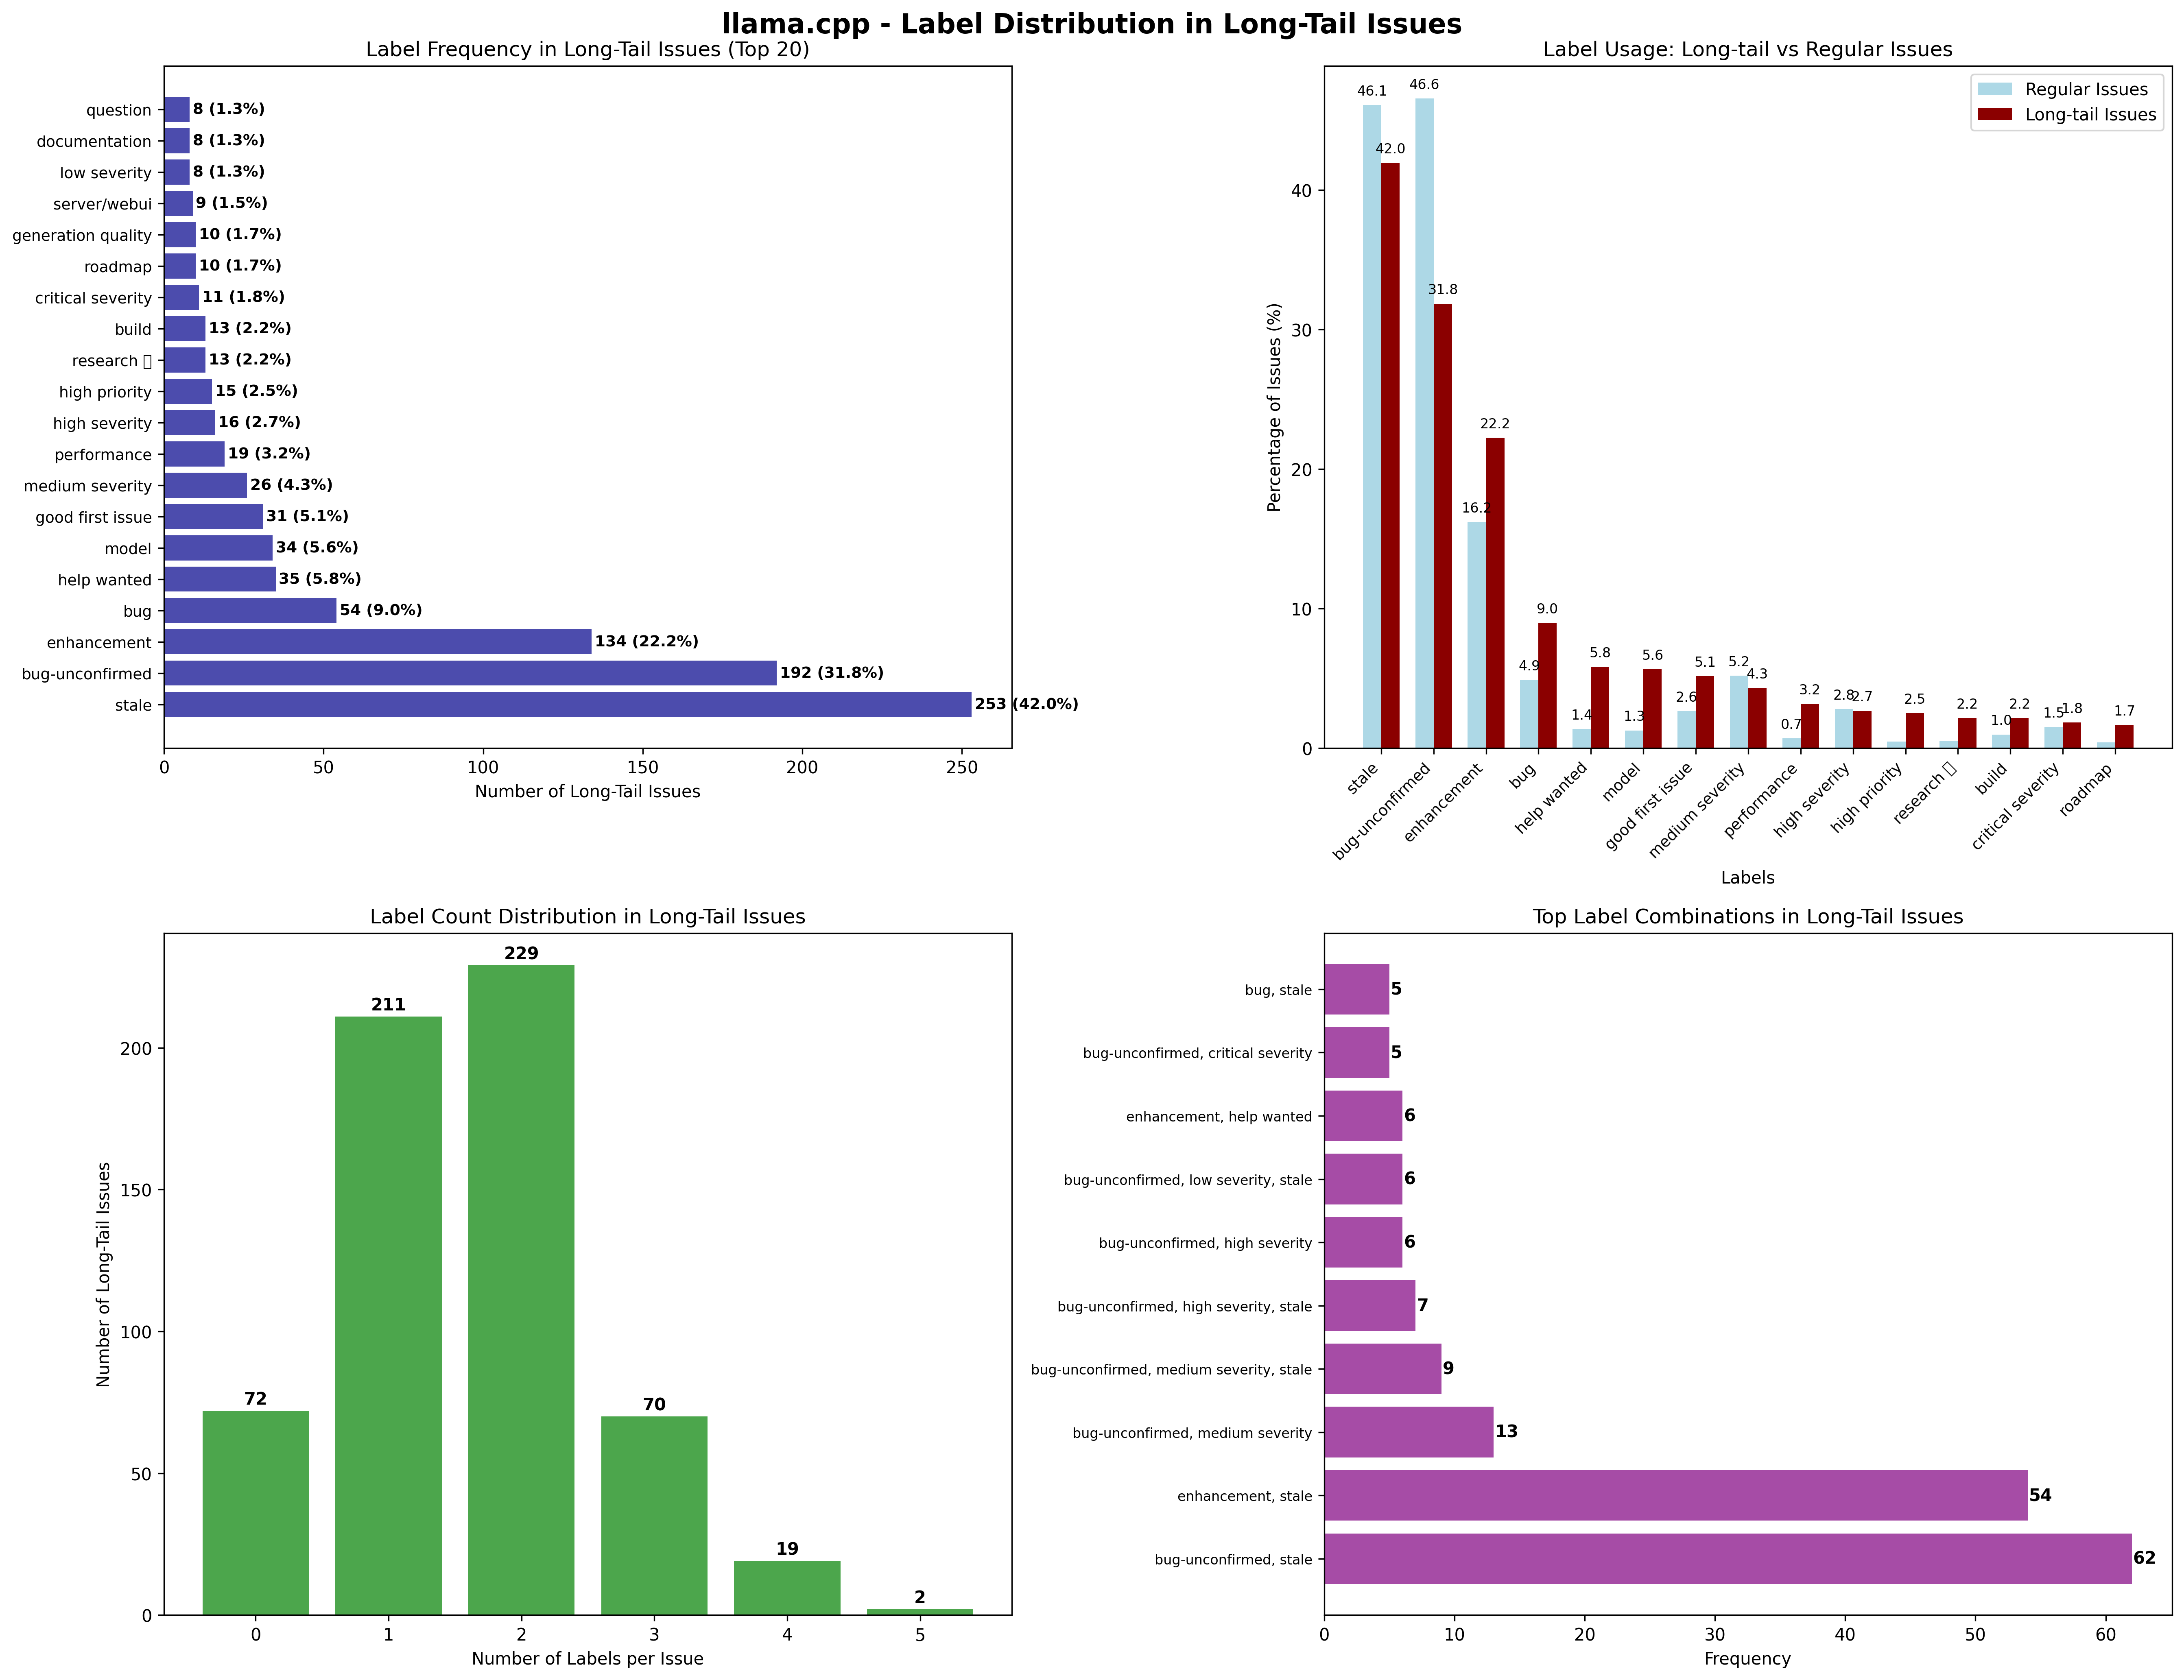 llama.cpp - Label Distribution in Long-Tail Issues
Label Frequency in Long-Tail Issues (Top 20)
question 8 (1.3%)
documentation 8 (1.3%)
low severity 8 (1.3%)
server/webui 9 (1.5%)
generation quality 10 (1.7%)
roadmap 10 (1.7%)
critical severity 11 (1.8%)
build 13 (2.2%)
research 13 (2.2%)
high priority 15 (2.5%)
high severity 16 (2.7%)
performance 19 (3.2%)
medium severity 26 (4.3%)
good first issue 31 (5.1%)
model 34 (5.6%)
help wanted 35 (5.8%)
bug 54 (9.0%)
enhancement 134 (22.2%)
bug-unconfirmed 192 (31.8%)
stale 253 (42.0%)
0 50 100 150 200 250
Number of Long-Tail Issues
Label Usage: Long-tail vs Regular Issues
Regular Issues
Long-tail Issues
46.1 42.0 46.6 31.8 16.2 22.2 4.9 9.0 1.4 5.8 1.3 5.6 2.6 5.1 5.2 4.3 0.7 3.2 2.8 2.7 2.5 2.2 1.0 2.2 1.5 1.8 1.7
40
30
20
10
0
Percentage of Issues (%)
stale
bug-unconfirmed
enhancement
bug
help wanted
model
good first issue
medium severity
performance
high severity
high priority
research
build
critical severity
roadmap
Labels
Label Count Distribution in Long-Tail Issues
72 211 229 70 19 2
200
150
100
50
0
Number of Long-Tail Issues
0 1 2 3 4 5
Number of Labels per Issue
Top Label Combinations in Long-Tail Issues
bug, stale 5
bug-unconfirmed, critical severity 5
enhancement, help wanted 6
bug-unconfirmed, low severity, stale 6
bug-unconfirmed, high severity 6
bug-unconfirmed, high severity, stale 7
bug-unconfirmed, medium severity, stale 9
bug-unconfirmed, medium severity 13
enhancement, stale 54
bug-unconfirmed, stale 62
0 10 20 30 40 50 60
Frequency